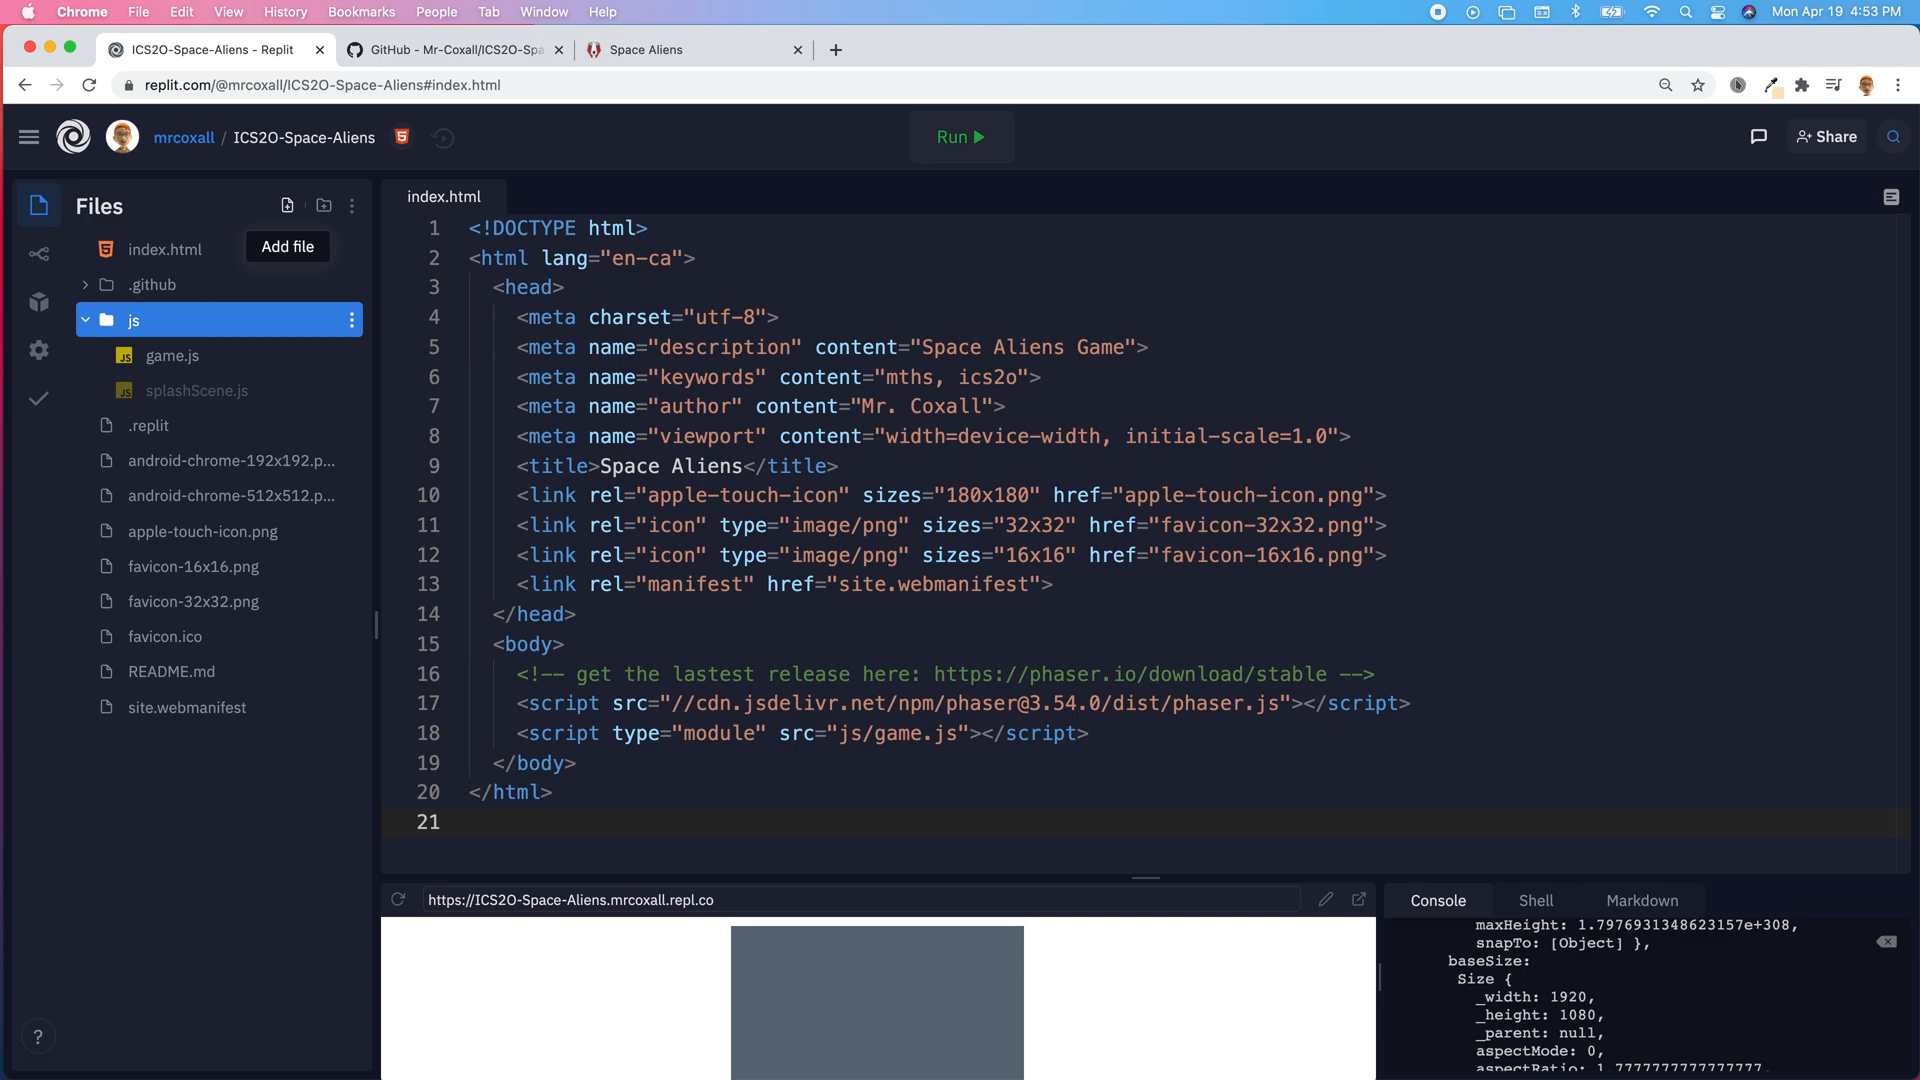 Chrome File Edit View History Bookmarks People Tab Window Help
Mon Apr 19 4:53 PM
ICS2O-Space-Aliens - Replit
GitHub - Mr-Coxall/ICS2O-Spa
Space Aliens
replit.com/@mrcoxall/ICS2O-Space-Aliens#index.html
mrcoxall / ICS2O-Space-Aliens
Run
Share
Files
Add file
index.html
.github
js
game.js
splashScene.js
.replit
android-chrome-192x192.p...
android-chrome-512x512.p...
apple-touch-icon.png
favicon-16x16.png
favicon-32x32.png
favicon.ico
README.md
site.webmanifest
?
index.html
1 <!DOCTYPE html>
2 <html lang="en-ca">
3 <head>
4 <meta charset="utf-8">
5 <meta name="description" content="Space Aliens Game">
6 <meta name="keywords" content="mths, ics2o">
7 <meta name="author" content="Mr. Coxall">
8 <meta name="viewport" content="width=device-width, initial-scale=1.0">
9 <title>Space Aliens</title>
10 <link rel="apple-touch-icon" sizes="180x180" href="apple-touch-icon.png">
11 <link rel="icon" type="image/png" sizes="32x32" href="favicon-32x32.png">
12 <link rel="icon" type="image/png" sizes="16x16" href="favicon-16x16.png">
13 <link rel="manifest" href="site.webmanifest">
14 </head>
15 <body>
16 <!-- get the lastest release here: https://phaser.io/download/stable -->
17 <script src="//cdn.jsdelivr.net/npm/phaser@3.54.0/dist/phaser.js"></script>
18 <script type="module" src="js/game.js"></script>
19 </body>
20 </html>
21
https://ICS2O-Space-Aliens.mrcoxall.repl.co
Console Shell Markdown
maxHeight: 1.7976931348623157e+308,
snapTo: [Object] },
baseSize:
Size {
_width: 1920,
_height: 1080,
_parent: null,
aspectMode: 0,
aspectRatio: 1.7777777777777777,